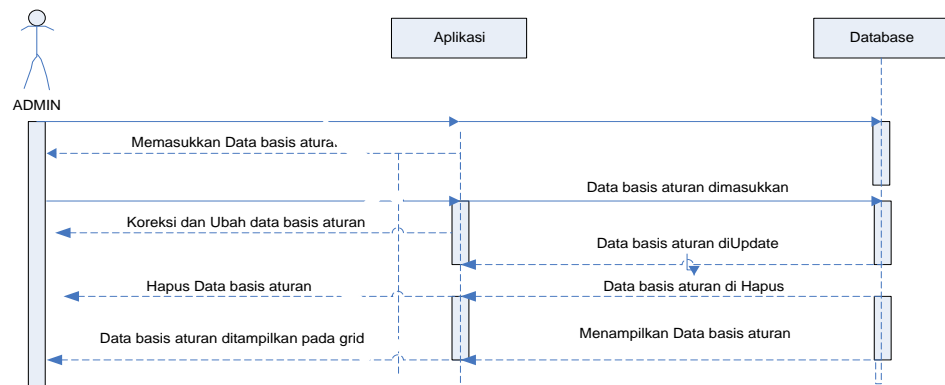 Aplikasi
Database
ADMIN
Memasukkan Data basis aturan
Data basis aturan dimasukkan
Koreksi dan Ubah data basis aturan
Data basis aturan diUpdate
Hapus Data basis aturan
Data basis aturan di Hapus
Data basis aturan ditampilkan pada grid
Menampilkan Data basis aturan